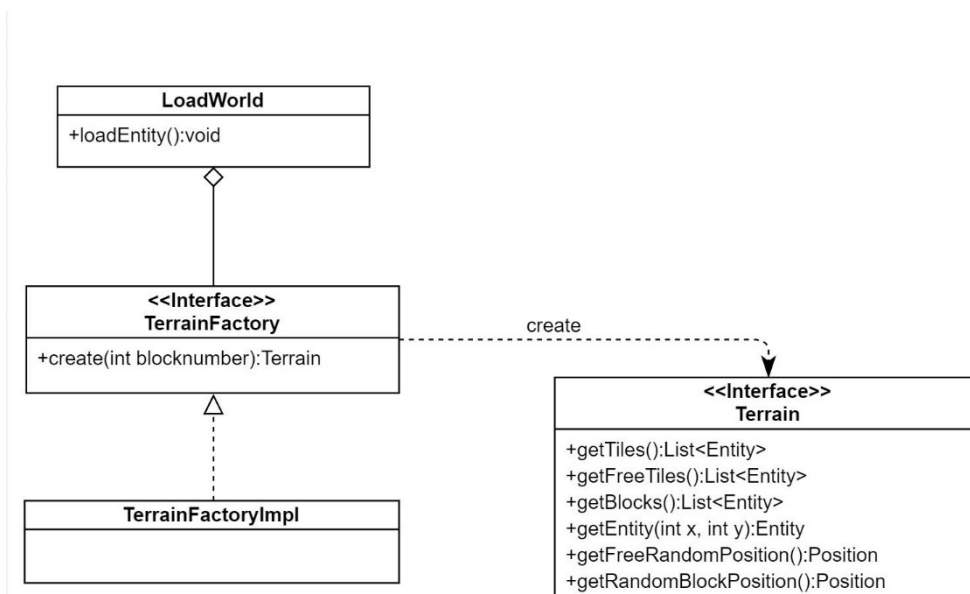 LoadWorld
+loadEntity():void
<<Interface>>
TerrainFactory
+create(int blocknumber):Terrain
create
TerrainFactoryImpl
<<Interface>>
Terrain
+getTiles():List<Entity>
+getFreeTiles():List<Entity>
+getBlocks():List<Entity>
+getEntity(int x, int y):Entity
+getFreeRandomPosition():Position
+getRandomBlockPosition():Position